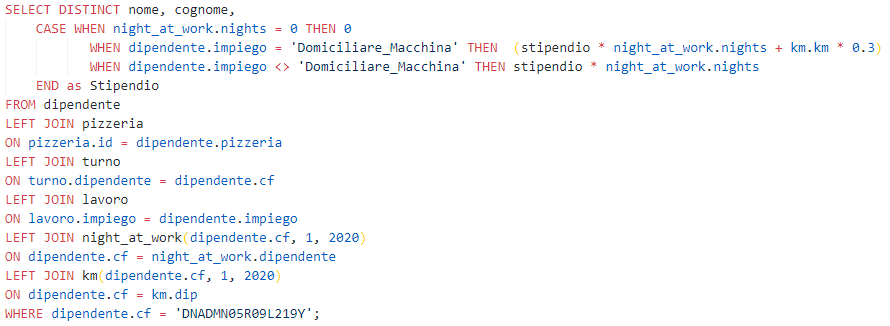 SELECT DISTINCT nome, cognome,
CASE WHEN night_at_work.nights = 0 THEN 0
WHEN dipendente.impiego = 'Domiciliare_Macchina' THEN (stipendio * night_at_work.nights + km.km * 0.3)
WHEN dipendente.impiego <> 'Domiciliare_Macchina' THEN stipendio * night_at_work.nights
END as Stipendio
FROM dipendente
LEFT JOIN pizzeria
ON pizzeria.id = dipendente.pizzeria
LEFT JOIN turno
ON turno.dipendente = dipendente.cf
LEFT JOIN lavoro
ON lavoro.impiego = dipendente.impiego
LEFT JOIN night_at_work(dipendente.cf, 1, 2020)
ON dipendente.cf = night_at_work.dipendente
LEFT JOIN km(dipendente.cf, 1, 2020)
ON dipendente.cf = km.dip
WHERE dipendente.cf = 'DNADMN05R09L219Y';